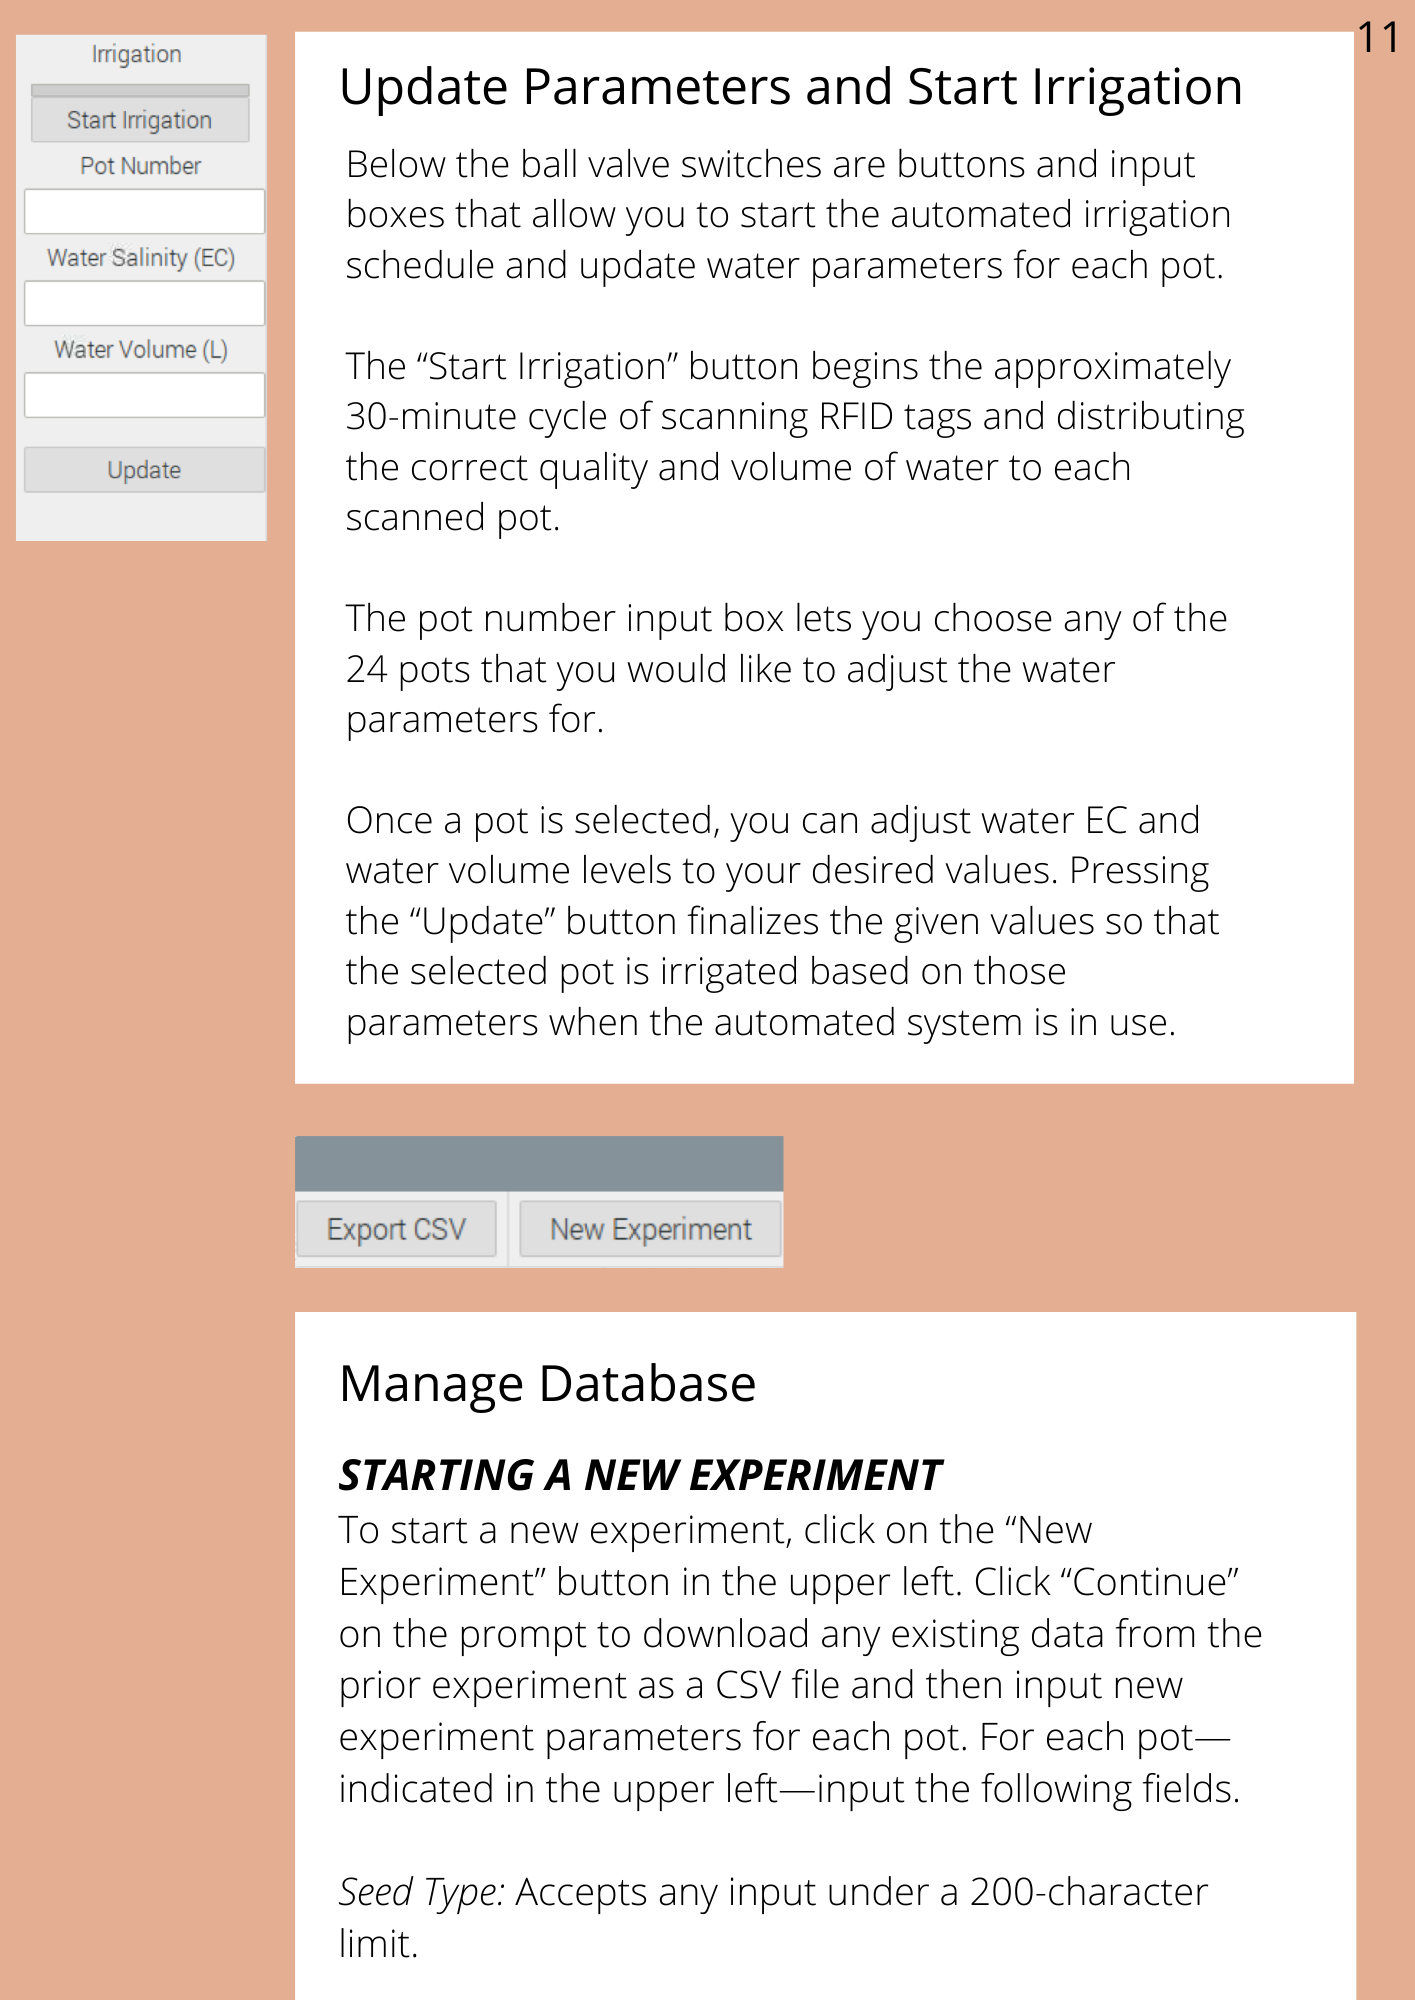 11
Irrigation
Start Irrigation
Pot Number
Water Salinity (EC)
Water Volume (L)
Update
Update Parameters and Start Irrigation
Below the ball valve switches are buttons and input
boxes that allow you to start the automated irrigation
schedule and update water parameters for each pot.
The “Start Irrigation” button begins the approximately
30-minute cycle of scanning RFID tags and distributing
the correct quality and volume of water to each
scanned pot.
The pot number input box lets you choose any of the
24 pots that you would like to adjust the water
parameters for.
Once a pot is selected, you can adjust water EC and
water volume levels to your desired values. Pressing
the “Update” button finalizes the given values so that
the selected pot is irrigated based on those
parameters when the automated system is in use.
Export CSV
New Experiment
Manage Database
STARTING A NEW EXPERIMENT
To start a new experiment, click on the “New
Experiment” button in the upper left. Click “Continue”
on the prompt to download any existing data from the
prior experiment as a CSV file and then input new
experiment parameters for each pot. For each pot—
indicated in the upper left—input the following fields.
Seed Type: Accepts any input under a 200-character
limit.